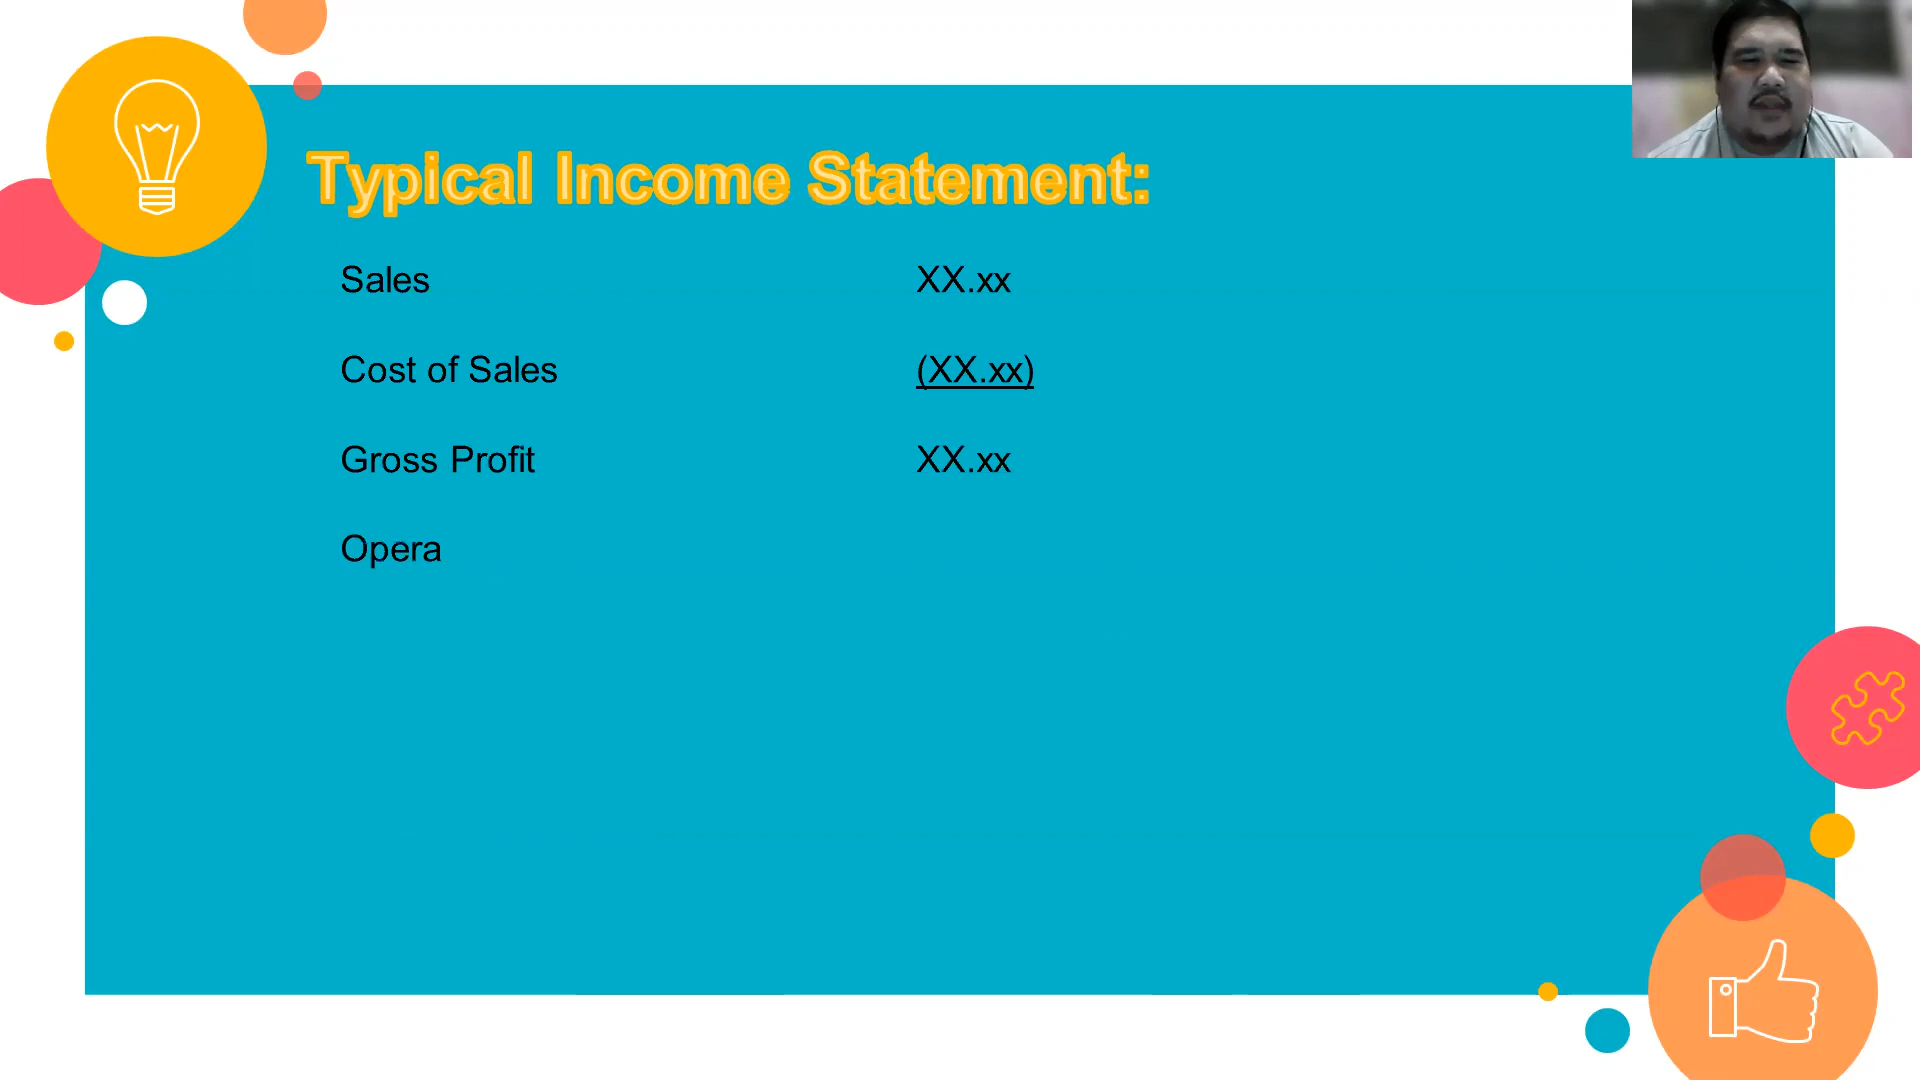 Typical Income Statement:
Sales XX.xx
Cost of Sales (XX.xx)
Gross Profit XX.xx
Opera